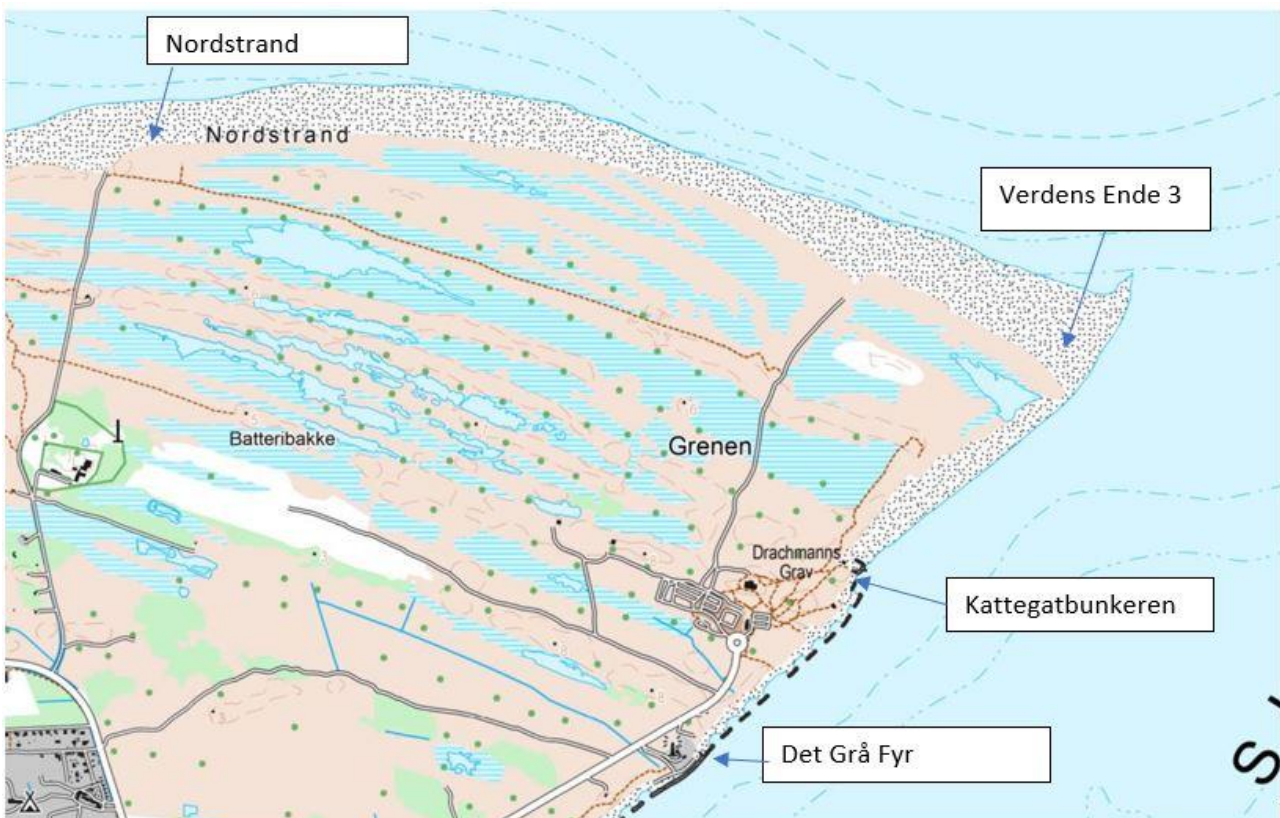 Nordstrand
Nordstrand
Verdens Ende 3
Batteribakke
Grenen
Drachmanns
Grav
Kattegatbunkeren
Det Grå Fyr
S